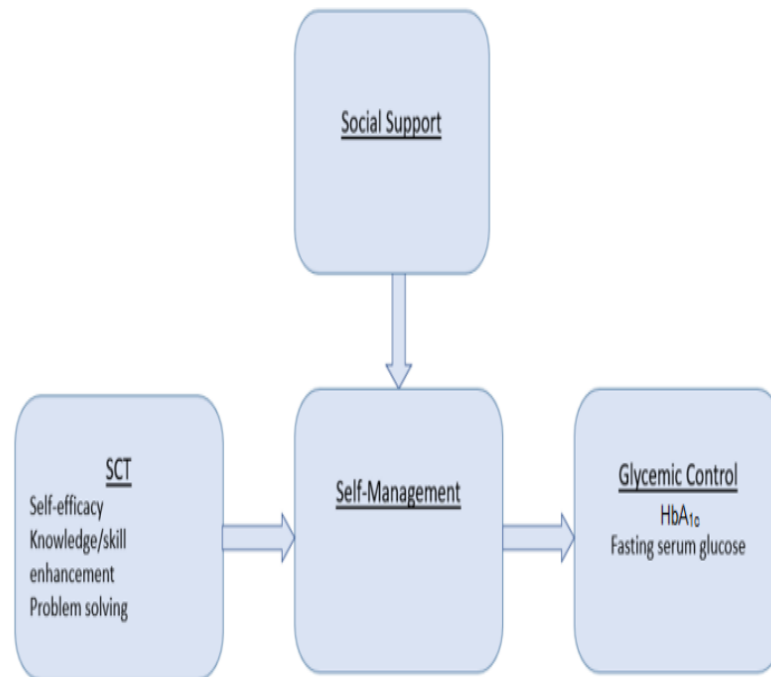 Social Support
SCT
Self-efficacy
Knowledge/skill
enhancement
Problem solving
Self-Management
Glycemic Control
HbA₁c
Fasting serum glucose